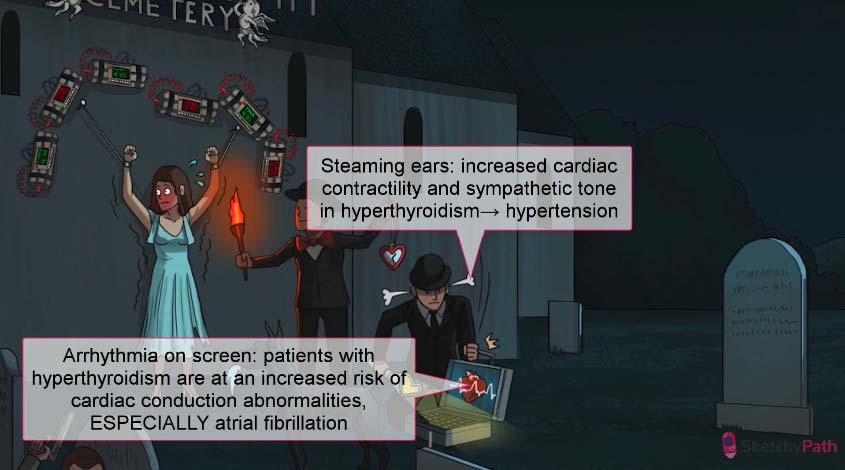 CEMETERY
Steaming ears: increased cardiac
contractility and sympathetic tone
in hyperthyroidism→ hypertension
Arrhythmia on screen: patients with
hyperthyroidism are at an increased risk of
cardiac conduction abnormalities,
ESPECIALLY atrial fibrillation
SketchyPath